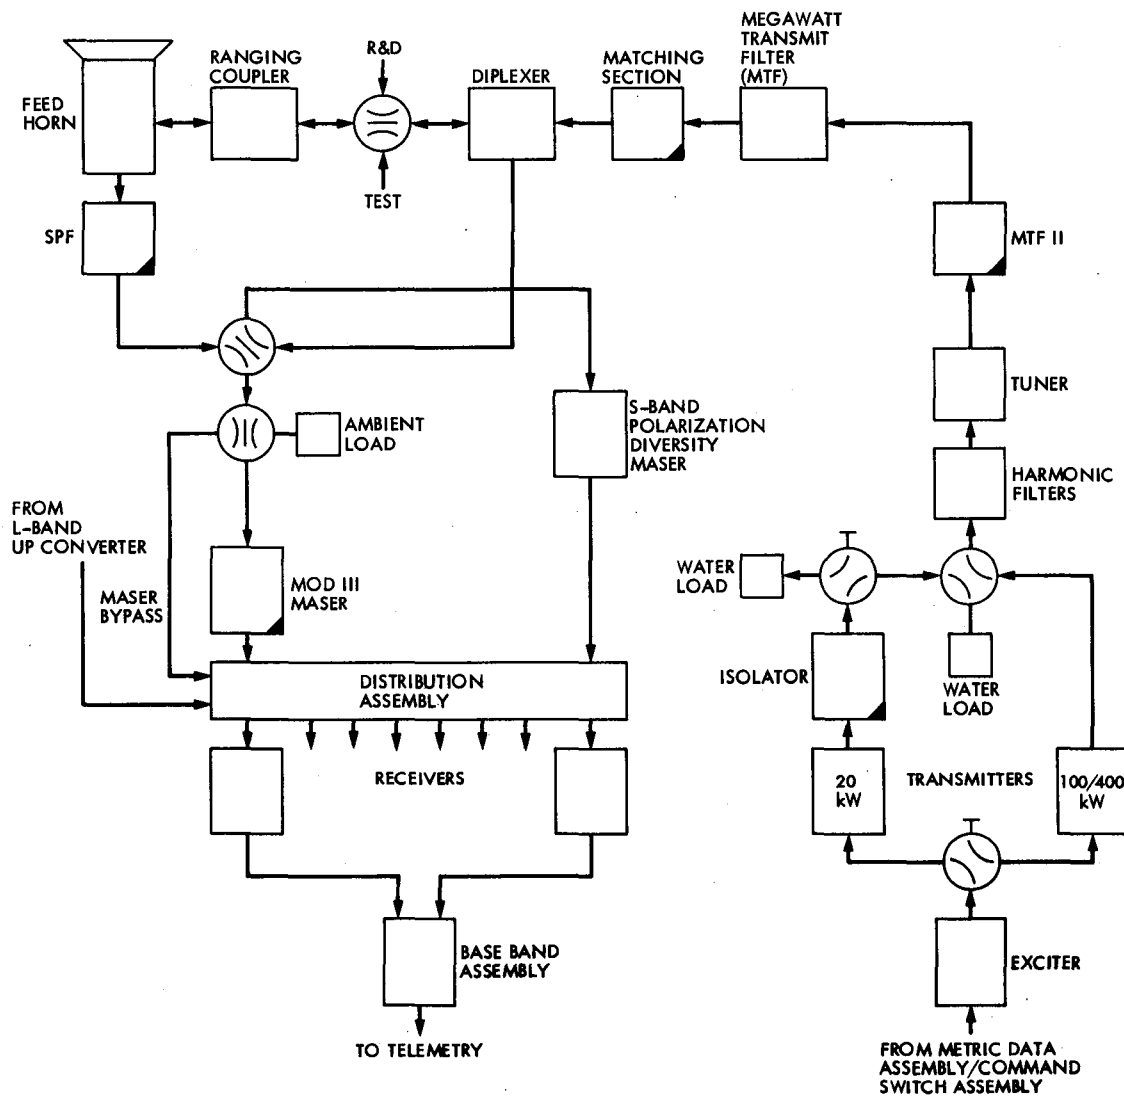 MEGAWATT
TRANSMIT
FILTER
(MTF)
R&D
RANGING
COUPLER
DIPLEXER
MATCHING
SECTION
FEED
HORN
TEST
SPF
MTF II
TUNER
S-BAND
POLARIZATION
DIVERSITY
MASER
AMBIENT
LOAD
HARMONIC
FILTERS
FROM
L-BAND
UP CONVERTER
WATER
LOAD
MASER
BYPASS
MOD III
MASER
ISOLATOR
WATER
LOAD
DISTRIBUTION
ASSEMBLY
RECEIVERS
20
kW
TRANSMITTERS
100/400
kW
BASE BAND
ASSEMBLY
EXCITER
TO TELEMETRY
FROM METRIC DATA
ASSEMBLY/COMMAND
SWITCH ASSEMBLY